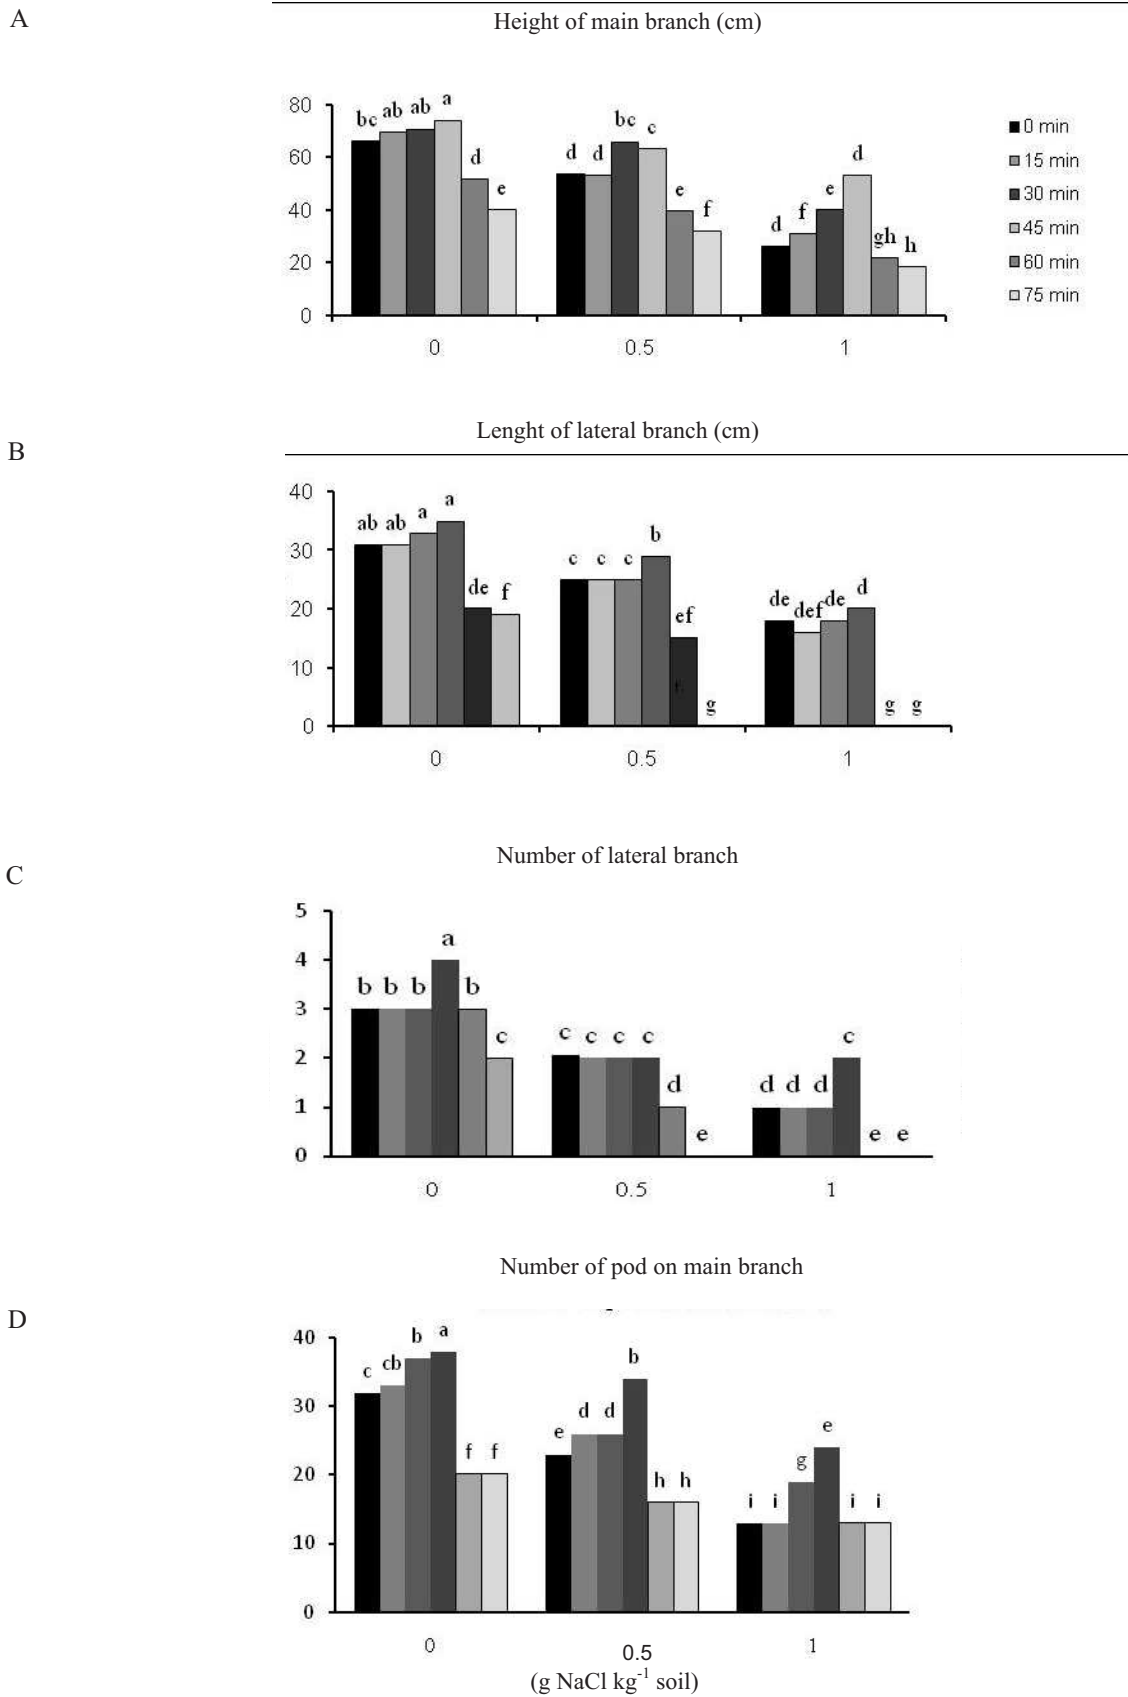 A
Height of main branch (cm)
80
60
40
20
0
bc ab ab a d e
d d bc c e f
d f e d gh h
0 min
15 min
30 min
45 min
60 min
75 min
0 0.5 1
B
Lenght of lateral branch (cm)
40
30
20
10
0
ab ab a a de f
c c c b ef g
de def de d g g
0 0.5 1
C
Number of lateral branch
5
4
3
2
1
0
b b b a b c
c c c c d e
d d d c e e
0 0.5 1
D
Number of pod on main branch
40
30
20
10
0
c cb b a f f
e d d b h h
i i g e i i
0 0.5 1
(g NaCl kg⁻¹ soil)